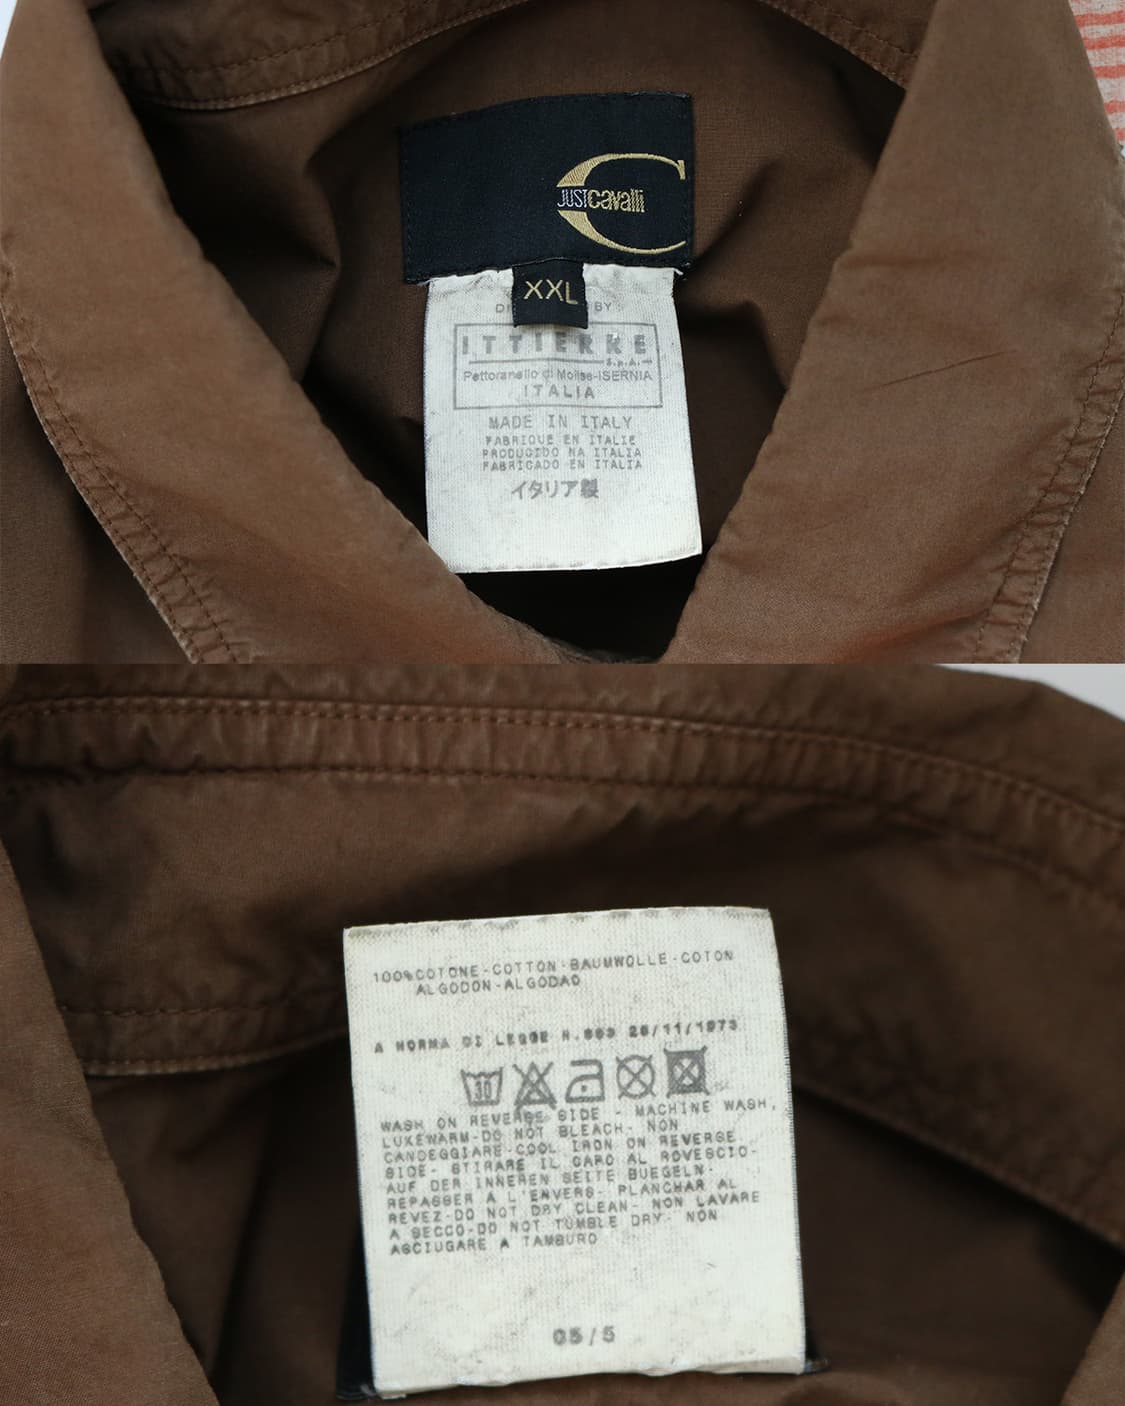 JUSTcavalli
XXL
BY
ITTIERRE
S.p.A.
Pettoranello di Molise-ISERNIA
ITALIA
MADE IN ITALY
FABRIQUE EN ITALIE
PRODUCIDO NA ITALIA
FABRICADO EN ITALIA
イタリア製
100%COTONE-COTTON-BAUMWOLLE-COTON
ALGODON-ALGODAO
A NORMA DI LEGGE N.883 26/11/1973
30
WASH ON REVERSE SIDE - MACHINE WASH,
LUKEWARM-DO NOT BLEACH- NON
CANDEGGIARE-COOL IRON ON REVERSE
SIDE- STIRARE IL CAPO AL ROVESCIO-
AUF DER INNEREN SEITE BUEGELN-
REPASSER A L'ENVERS- PLANCHAR AL
REVEZ-DO NOT DRY CLEAN- NON LAVARE
A SECCO-DO NOT TUMBLE DRY- NON
ASCIUGARE A TAMBURO
05/5